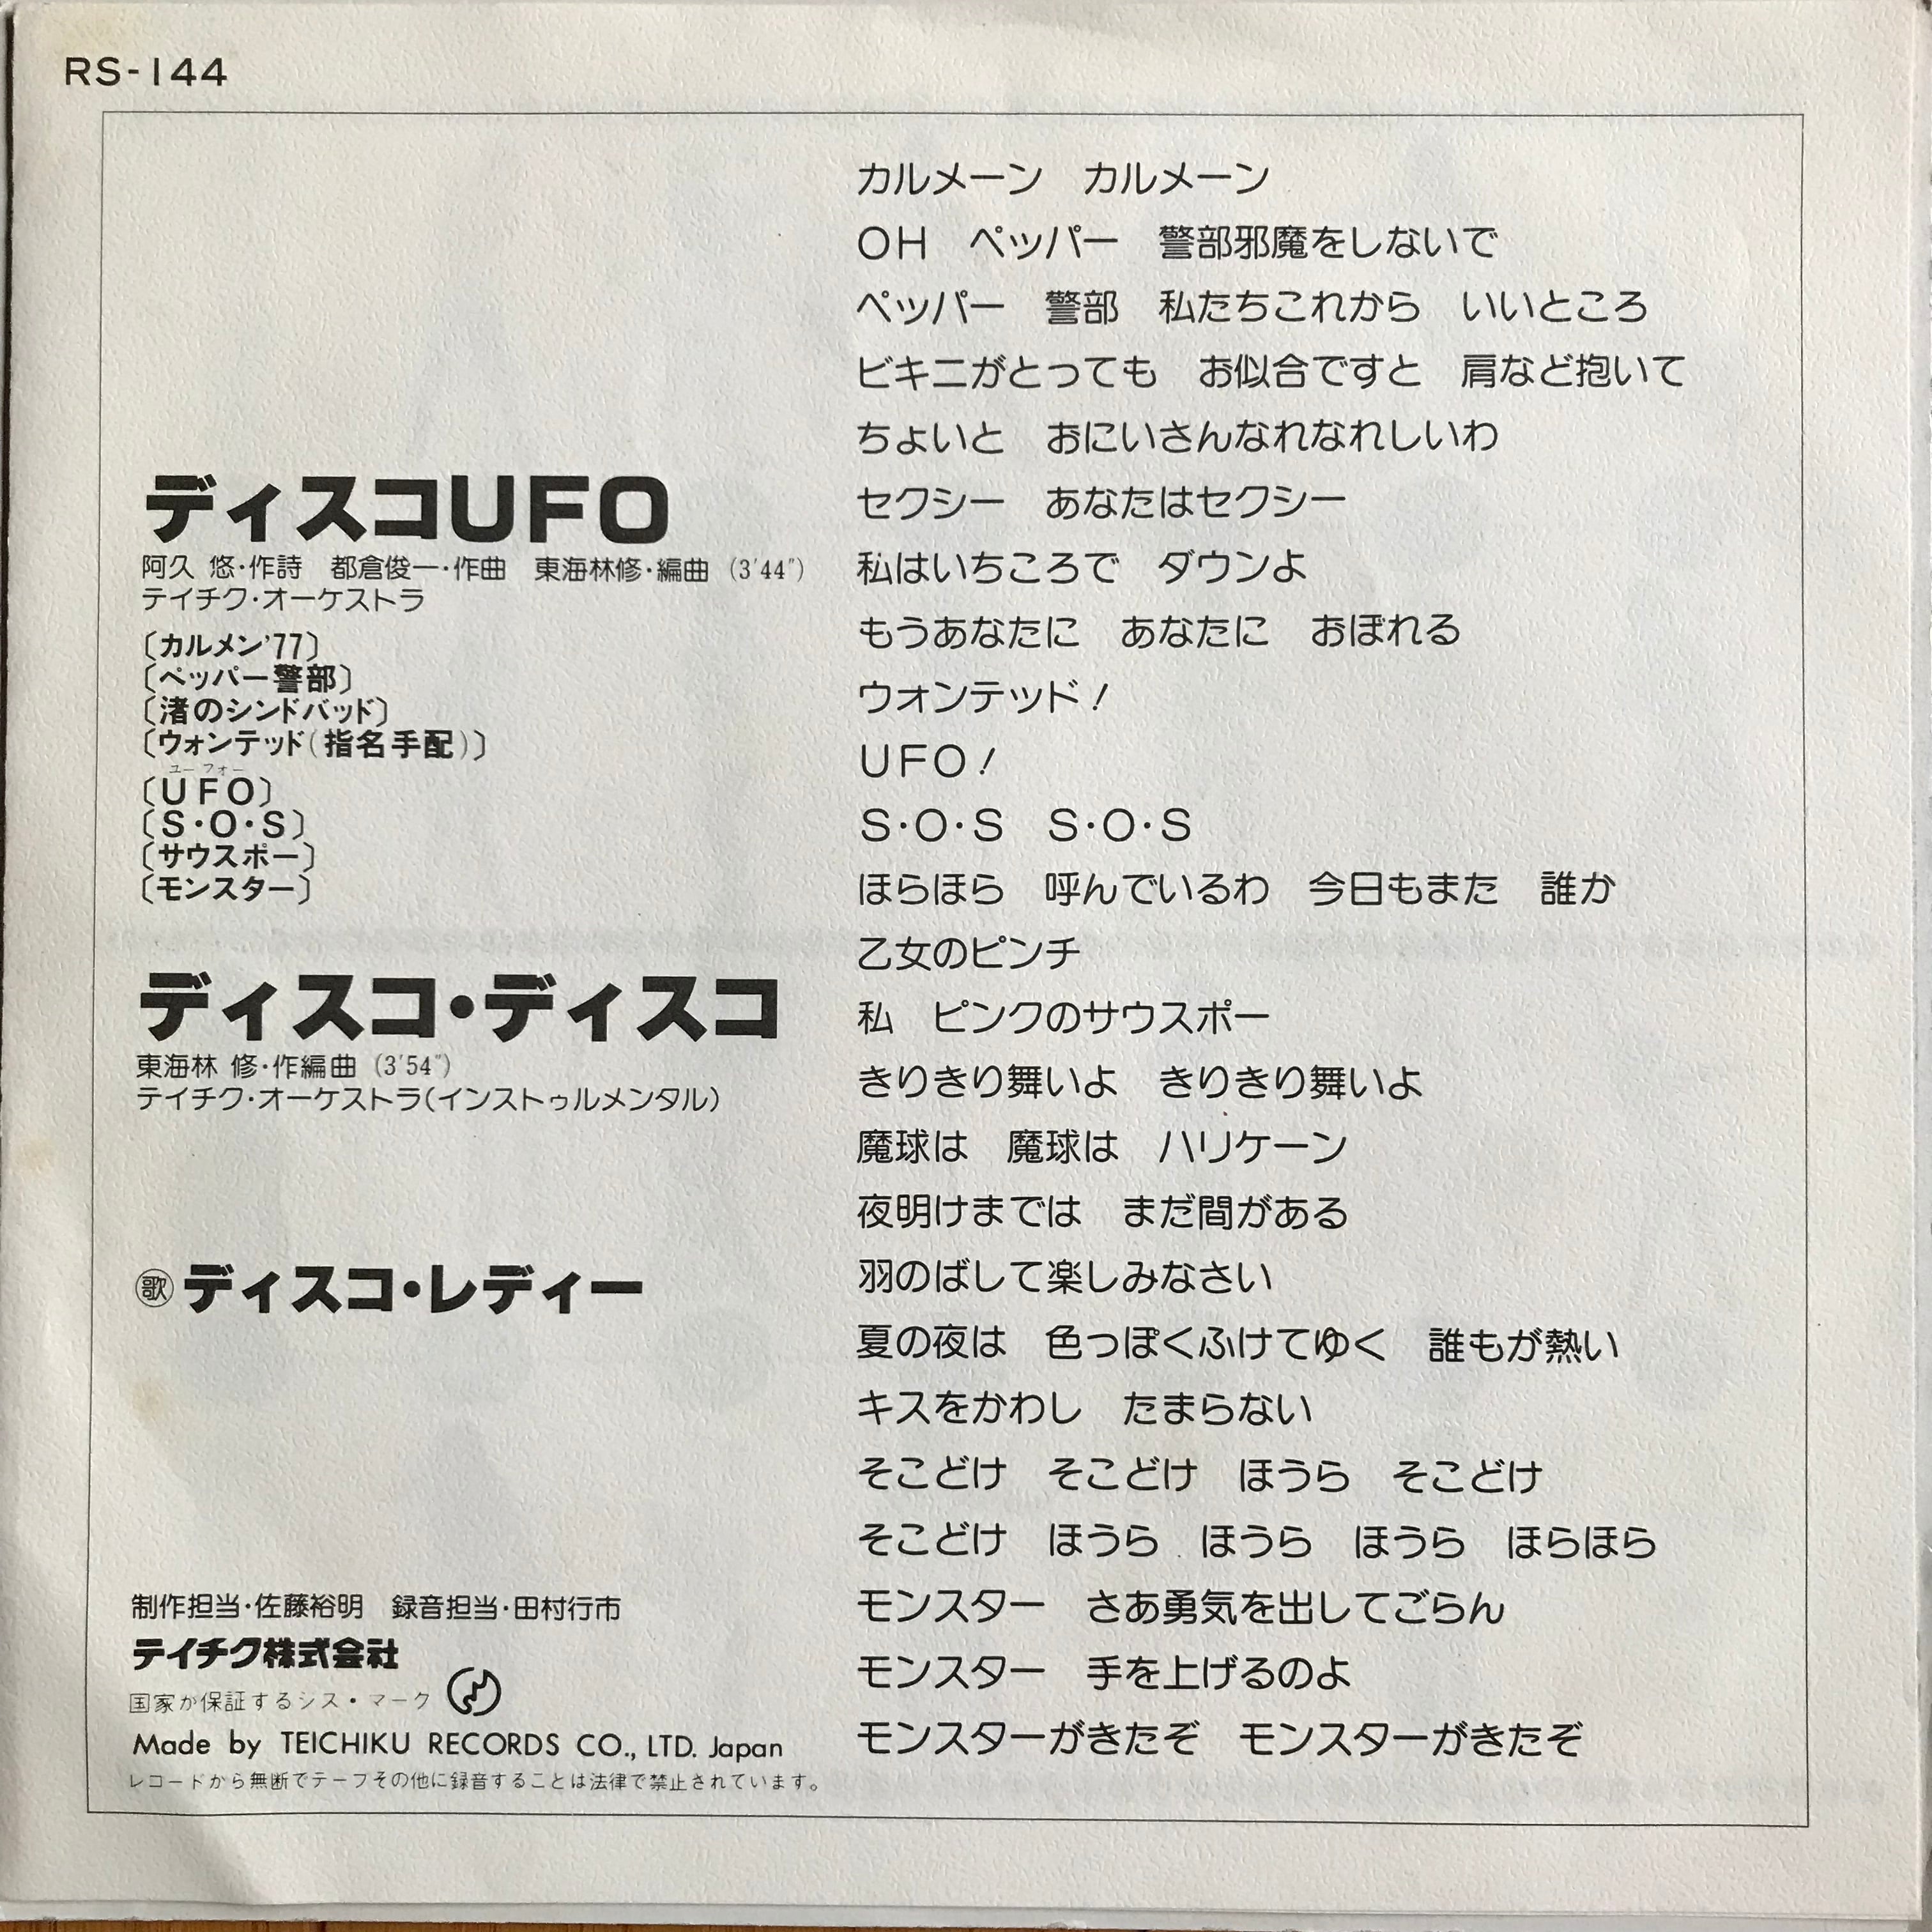 RS-144
ディスコUFO
阿久 悠・作詩　都倉俊一・作曲　東海林修・編曲 (3'44")
テイチク・オーケストラ
〔カルメン'77〕
〔ペッパー警部〕
〔渚のシンドバッド〕
〔ウォンテッド(指名手配)〕
ユー フォー
〔UFO〕
〔S・O・S〕
〔サウスポー〕
〔モンスター〕
ディスコ・ディスコ
東海林 修・作編曲 (3'54")
テイチク・オーケストラ(インストゥルメンタル)
歌 ディスコ・レディー
制作担当・佐藤裕明　録音担当・田村行市
テイチク株式会社
国家が保証するシス・マーク
Made by TEICHIKU RECORDS CO., LTD. Japan
レコードから無断でテープその他に録音することは法律で禁止されています。
カルメーン　カルメーン
OH　ペッパー　警部邪魔をしないで
ペッパー　警部　私たちこれから　いいところ
ビキニがとっても　お似合ですと　肩など抱いて
ちょいと　おにいさんなれなれしいわ
セクシー　あなたはセクシー
私はいちころで　ダウンよ
もうあなたに　あなたに　おぼれる
ウォンテッド!
UFO!
S・O・S　S・O・S
ほらほら　呼んでいるわ　今日もまた　誰か
乙女のピンチ
私　ピンクのサウスポー
きりきり舞いよ　きりきり舞いよ
魔球は　魔球は　ハリケーン
夜明けまでは　まだ間がある
羽のばして楽しみなさい
夏の夜は　色っぽくふけてゆく　誰もが熱い
キスをかわし　たまらない
そこどけ　そこどけ　ほうら　そこどけ
そこどけ　ほうら　ほうら　ほうら　ほらほら
モンスター　さあ勇気を出してごらん
モンスター　手を上げるのよ
モンスターがきたぞ　モンスターがきたぞ